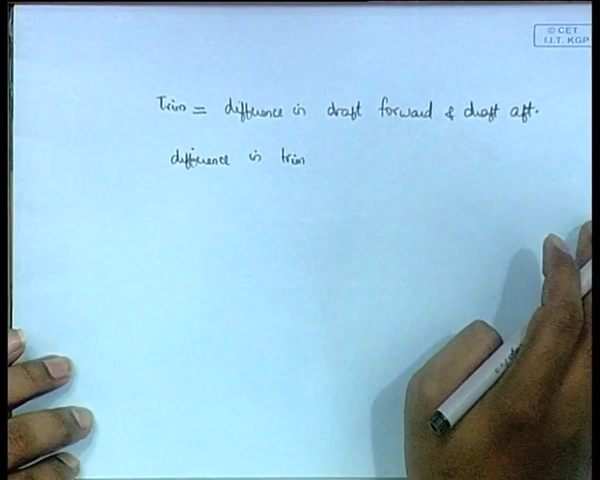 © CET
I.I.T. KGP
Trim = difference in draft forward & draft aft.
difference in trim